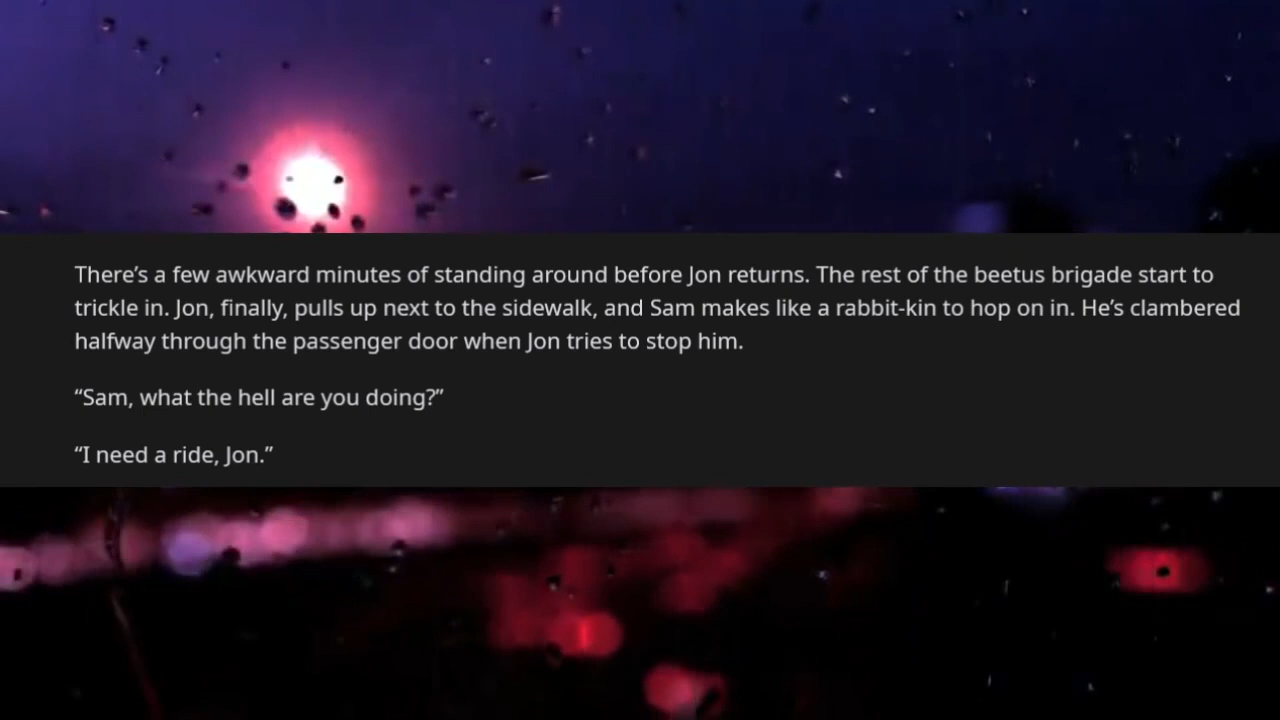 There’s a few awkward minutes of standing around before Jon returns. The rest of the beetus brigade start to
trickle in. Jon, finally, pulls up next to the sidewalk, and Sam makes like a rabbit-kin to hop on in. He’s clambered
halfway through the passenger door when Jon tries to stop him.
“Sam, what the hell are you doing?”
“I need a ride, Jon.”